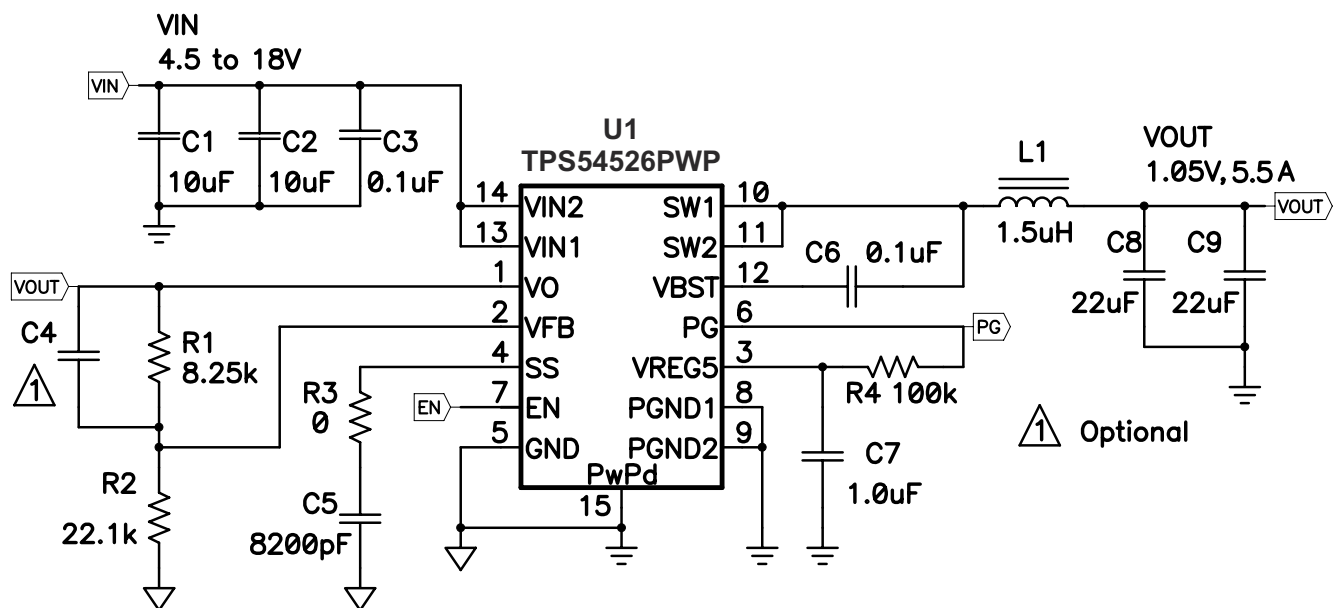 VIN
4.5 to 18V
VIN
C1
10uF
C2
10uF
C3
0.1uF
U1
TPS54526PWP
14
VIN2
13
VIN1
1
VO
2
VFB
4
SS
7
EN
5
GND
PwPd
15
SW1
10
SW2
11
VBST
12
PG
6
VREG5
3
PGND1
8
PGND2
9
C6
0.1uF
L1
1.5uH
VOUT
1.05V, 5.5 A
VOUT
C8
22uF
C9
22uF
PG
R4 100k
C7
1.0uF
1 Optional
VOUT
C4
1
R1
8.25k
R2
22.1k
R3
0
C5
8200pF
EN